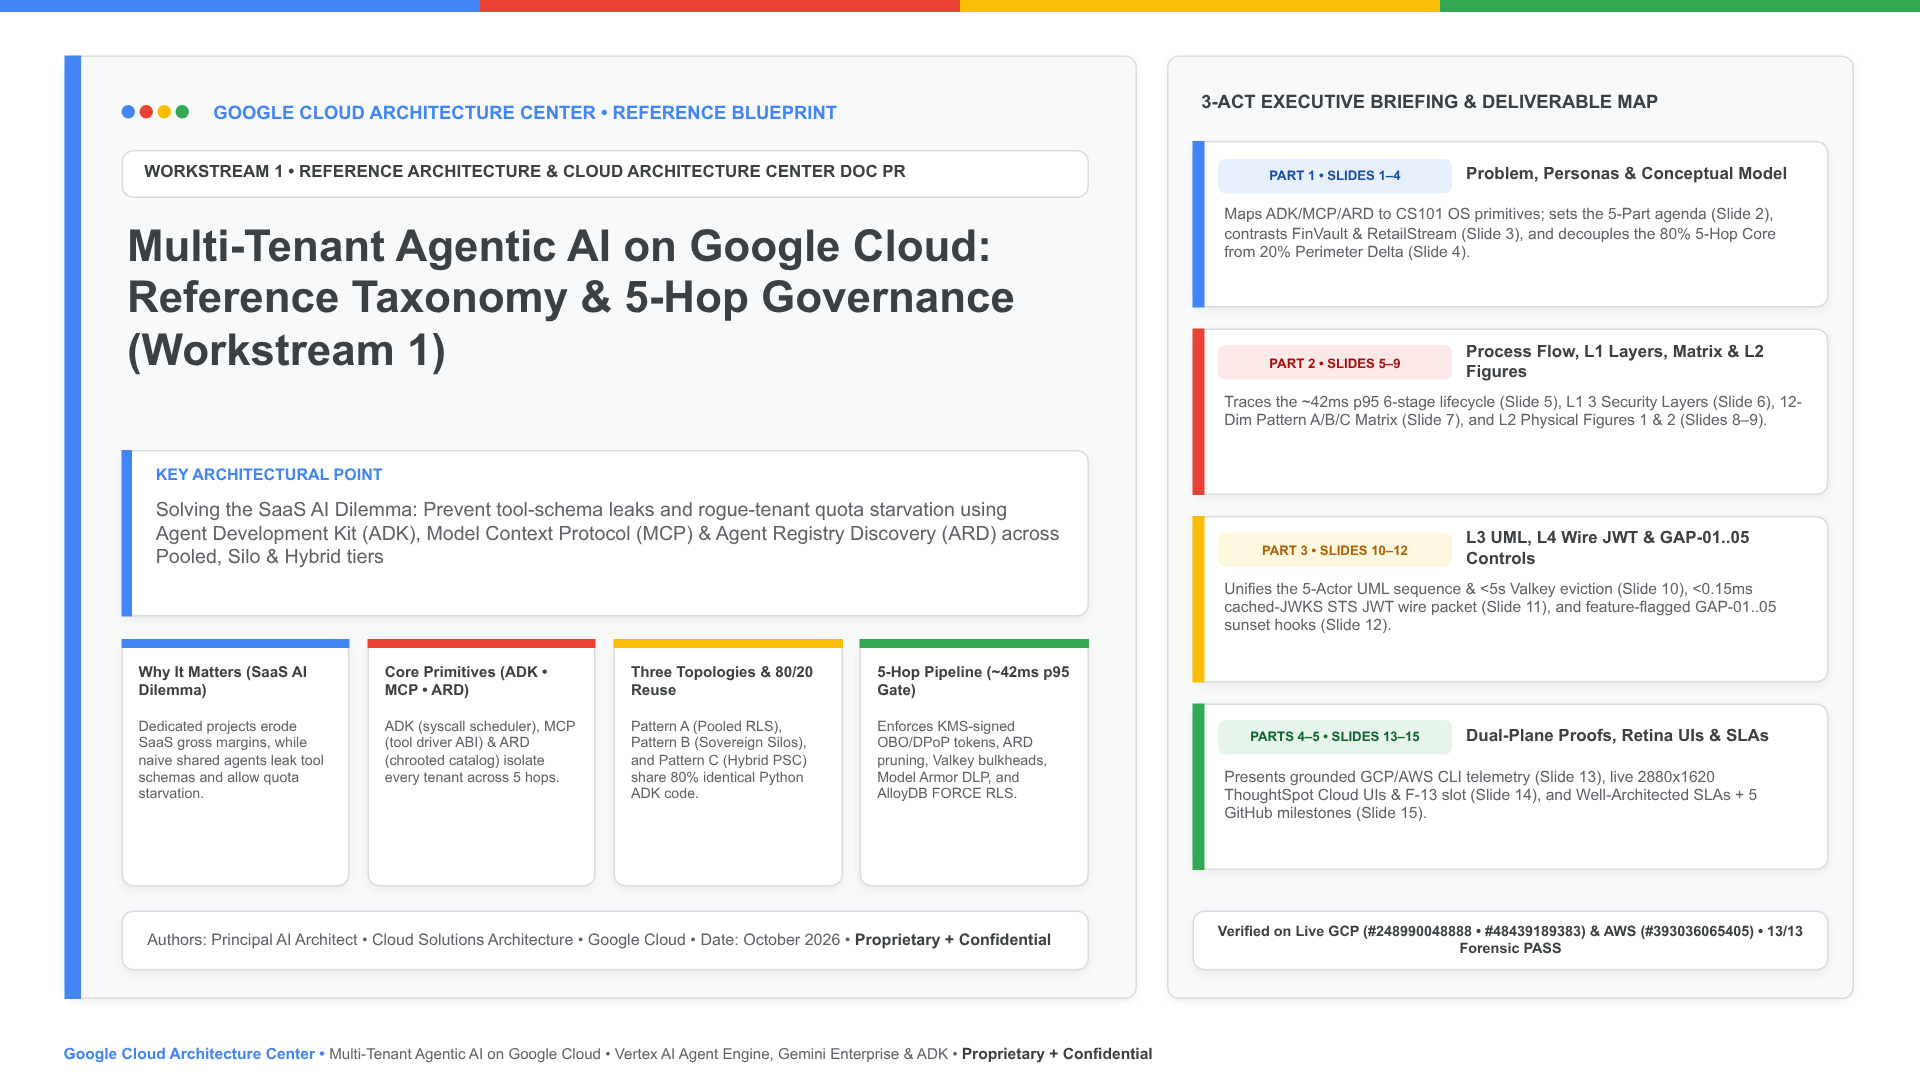 GOOGLE CLOUD ARCHITECTURE CENTER • REFERENCE BLUEPRINT
WORKSTREAM 1 • REFERENCE ARCHITECTURE & CLOUD ARCHITECTURE CENTER DOC PR
Multi-Tenant Agentic AI on Google Cloud:
Reference Taxonomy & 5-Hop Governance
(Workstream 1)
KEY ARCHITECTURAL POINT
Solving the SaaS AI Dilemma: Prevent tool-schema leaks and rogue-tenant quota starvation using
Agent Development Kit (ADK), Model Context Protocol (MCP) & Agent Registry Discovery (ARD) across
Pooled, Silo & Hybrid tiers
Why It Matters (SaaS AI
Dilemma)
Dedicated projects erode
SaaS gross margins, while
naive shared agents leak tool
schemas and allow quota
starvation.
Core Primitives (ADK •
MCP • ARD)
ADK (syscall scheduler), MCP
(tool driver ABI) & ARD
(chrooted catalog) isolate
every tenant across 5 hops.
Three Topologies & 80/20
Reuse
Pattern A (Pooled RLS),
Pattern B (Sovereign Silos),
and Pattern C (Hybrid PSC)
share 80% identical Python
ADK code.
5-Hop Pipeline (~42ms p95
Gate)
Enforces KMS-signed
OBO/DPoP tokens, ARD
pruning, Valkey bulkheads,
Model Armor DLP, and
AlloyDB FORCE RLS.
Authors: Principal AI Architect • Cloud Solutions Architecture • Google Cloud • Date: October 2026 • Proprietary + Confidential
3-ACT EXECUTIVE BRIEFING & DELIVERABLE MAP
PART 1 • SLIDES 1–4
Problem, Personas & Conceptual Model
Maps ADK/MCP/ARD to CS101 OS primitives; sets the 5-Part agenda (Slide 2),
contrasts FinVault & RetailStream (Slide 3), and decouples the 80% 5-Hop Core
from 20% Perimeter Delta (Slide 4).
PART 2 • SLIDES 5–9
Process Flow, L1 Layers, Matrix & L2
Figures
Traces the ~42ms p95 6-stage lifecycle (Slide 5), L1 3 Security Layers (Slide 6), 12-
Dim Pattern A/B/C Matrix (Slide 7), and L2 Physical Figures 1 & 2 (Slides 8–9).
PART 3 • SLIDES 10–12
L3 UML, L4 Wire JWT & GAP-01..05
Controls
Unifies the 5-Actor UML sequence & <5s Valkey eviction (Slide 10), <0.15ms
cached-JWKS STS JWT wire packet (Slide 11), and feature-flagged GAP-01..05
sunset hooks (Slide 12).
PARTS 4–5 • SLIDES 13–15
Dual-Plane Proofs, Retina UIs & SLAs
Presents grounded GCP/AWS CLI telemetry (Slide 13), live 2880x1620
ThoughtSpot Cloud UIs & F-13 slot (Slide 14), and Well-Architected SLAs + 5
GitHub milestones (Slide 15).
Verified on Live GCP (#248990048888 • #48439189383) & AWS (#393036065405) • 13/13
Forensic PASS
Google Cloud Architecture Center • Multi-Tenant Agentic AI on Google Cloud • Vertex AI Agent Engine, Gemini Enterprise & ADK • Proprietary + Confidential